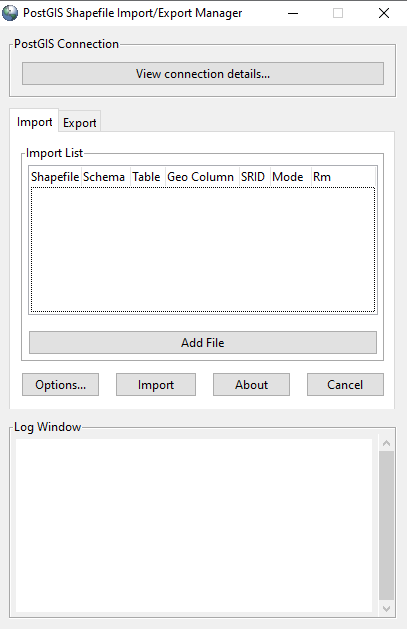 PostGIS Shapefile Import/Export Manager
PostGIS Connection
View connection details...
Import Export
Import List
Shapefile Schema Table Geo Column SRID Mode Rm
Add File
Options... Import About Cancel
Log Window